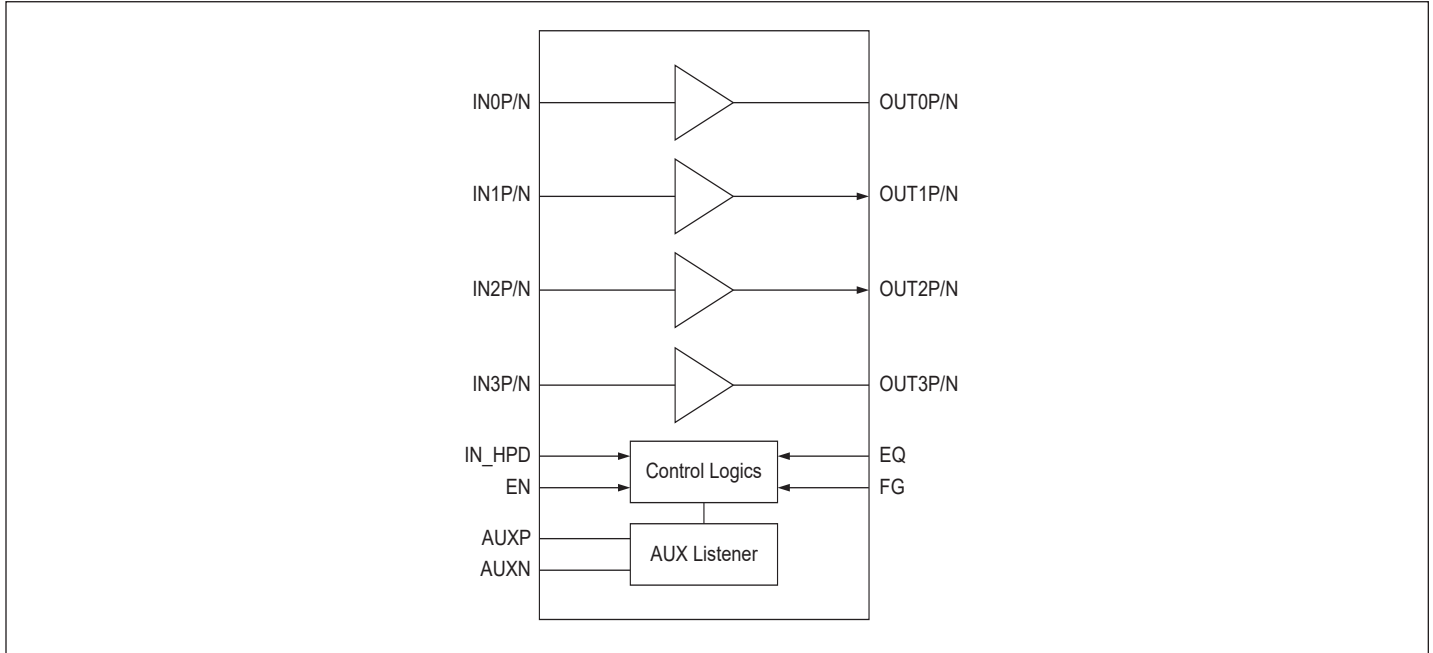 IN0P/N
OUT0P/N
IN1P/N
OUT1P/N
IN2P/N
OUT2P/N
IN3P/N
OUT3P/N
IN_HPD
Control Logics
EQ
EN
FG
AUXP
AUX Listener
AUXN